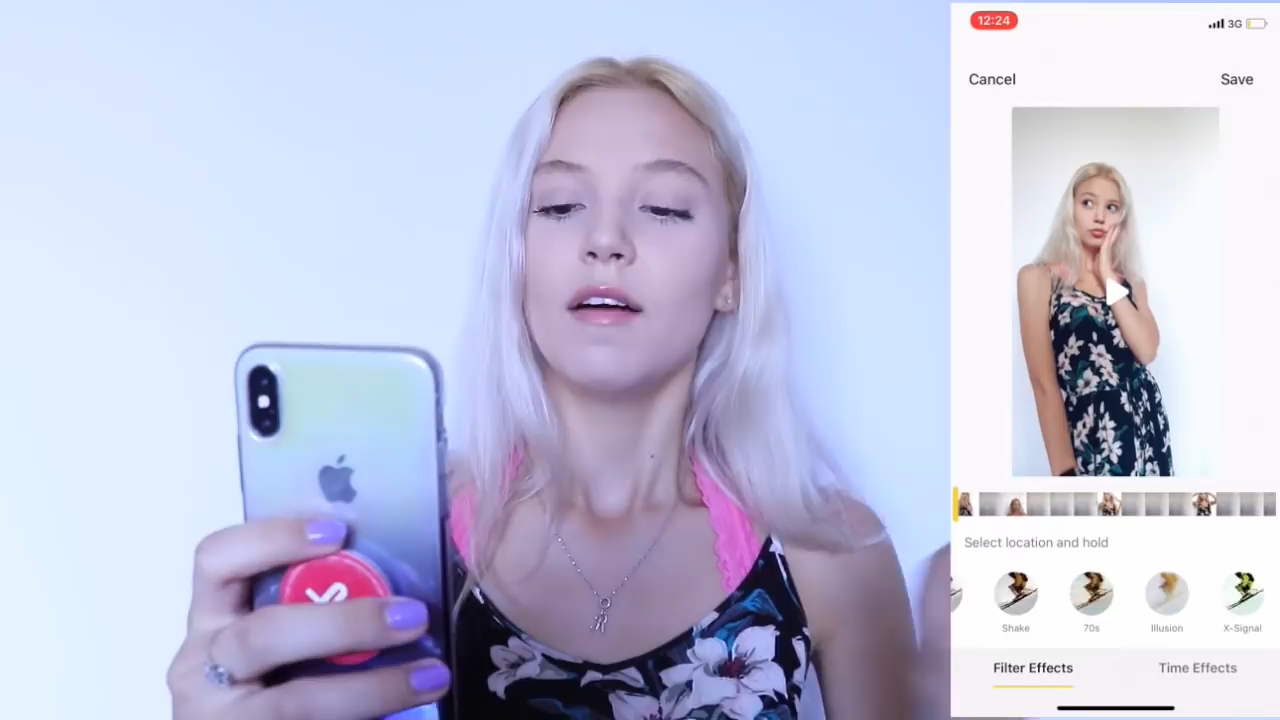 12:24
3G
Cancel
Save
Select location and hold
Shake
70s
Illusion
X-Signal
Filter Effects
Time Effects